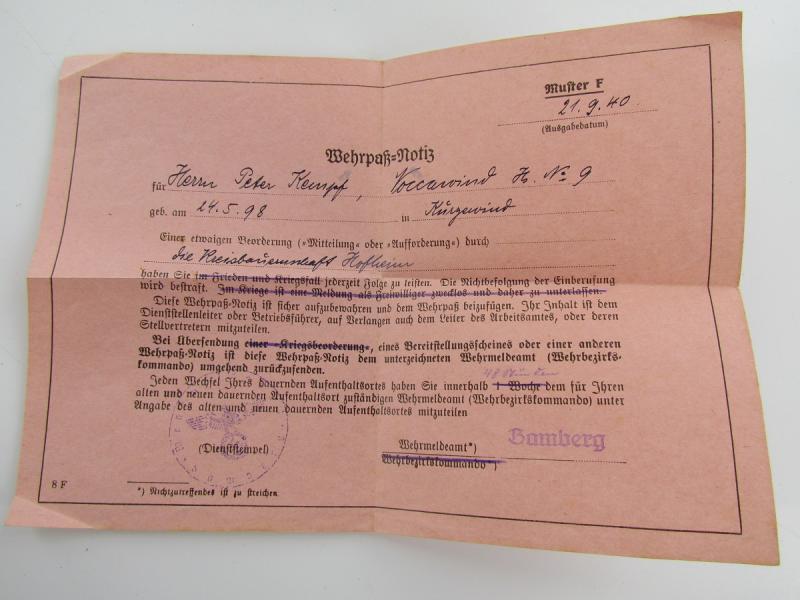 Muster F
21.9.40
(Ausgabedatum)
Wehrpaß-Notiz
für Herrn Peter Kempf, Voccawind H. No 9
geb. am 24.5.98 in Kurzewind
Einer etwaigen Beorderung (»Mitteilung« oder »Aufforderung«) durch
die Kreisbauernschaft Hofheim
haben Sie im Frieden und Kriegsfall jederzeit Folge zu leisten. Die Nichtbefolgung der Einberufung
wird bestraft. Im Kriege ist eine Meldung als Freiwilliger zwecklos und daher zu unterlassen.
Diese Wehrpaß-Notiz ist sicher aufzubewahren und dem Wehrpaß beizufügen. Ihr Inhalt ist dem
Dienststellenleiter oder Betriebsführer, auf Verlangen auch dem Leiter des Arbeitsamtes, oder deren
Stellvertretern mitzuteilen.
Bei Übersendung einer »Kriegsbeorderung«, eines Bereitstellungsscheines oder einer anderen
Wehrpaß-Notiz ist diese Wehrpaß-Notiz dem unterzeichneten Wehrmeldeamt (Wehrbezirks-
kommando) umgehend zurückzusenden.
48 Stunden
Jeden Wechsel Ihres dauernden Aufenthaltsortes haben Sie innerhalb 1 Woche dem für Ihren
alten und neuen dauernden Aufenthaltsort zuständigen Wehrmeldeamt (Wehrbezirkskommando) unter
Angabe des alten und neuen dauernden Aufenthaltsortes mitzuteilen
(Dienststempel)
Wehrmeldeamt*) Bamberg
Wehrbezirkskommando*)
8 F
*) Nichtzutreffendes ist zu streichen